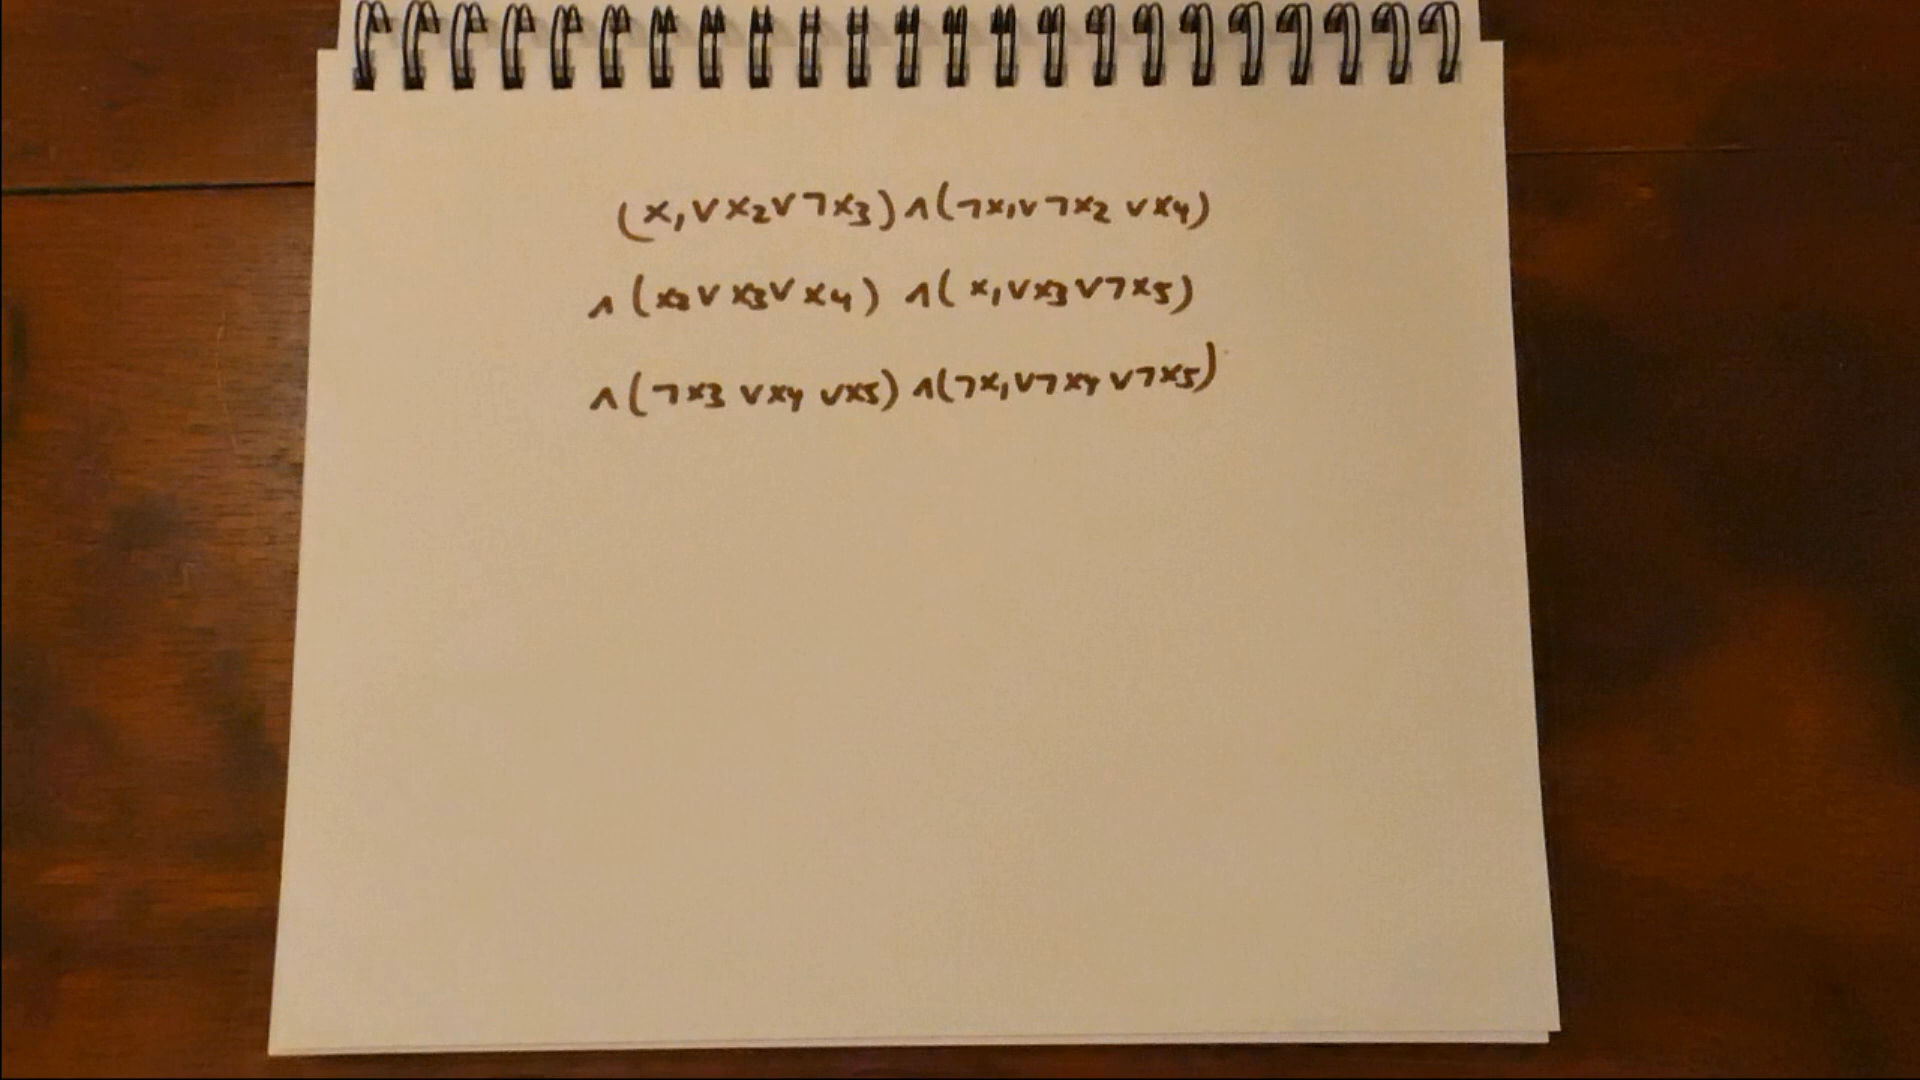 (x₁∨x₂∨¬x₃)∧(¬x₁∨¬x₂∨x₄)
∧(x₂∨x₃∨x₄)∧(x₁∨x₃∨¬x₅)
∧(¬x₃∨x₄∨x₅)∧(¬x₁∨¬x₄∨¬x₅)